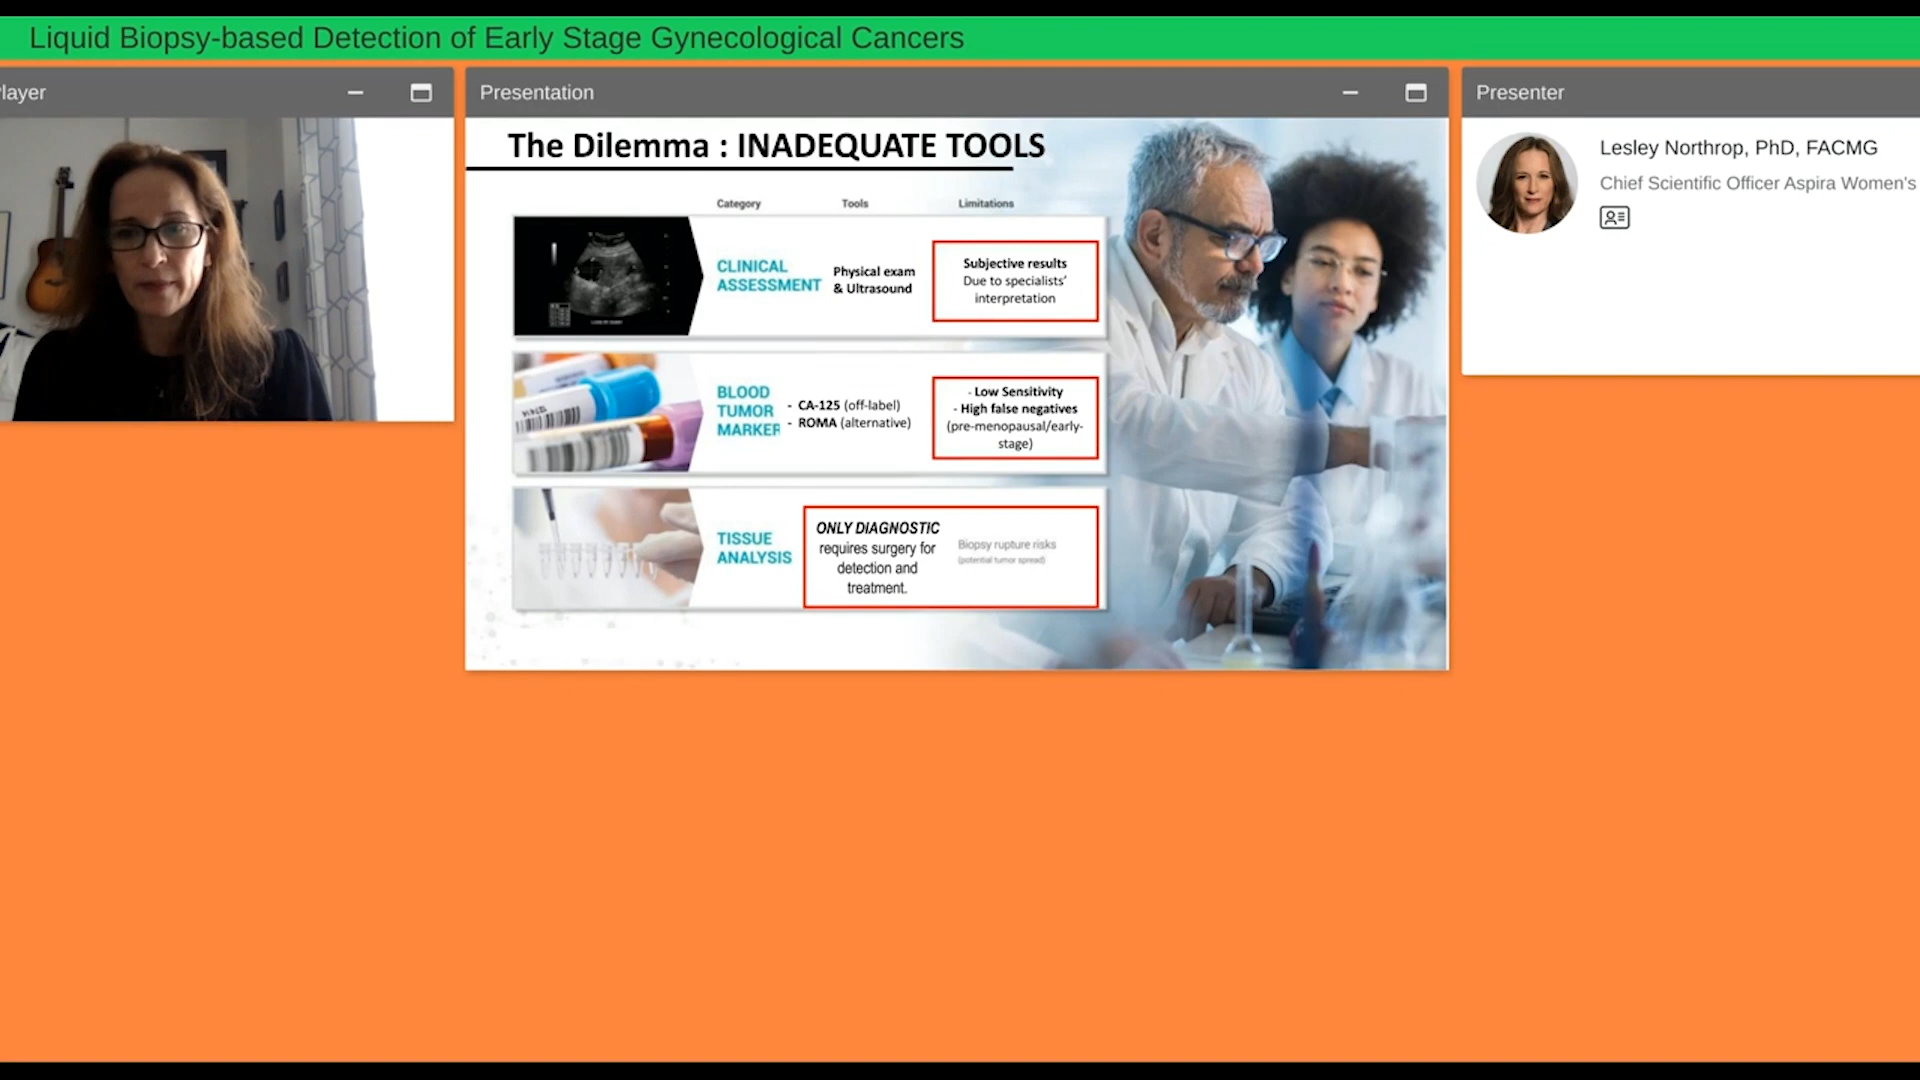 Liquid Biopsy-based Detection of Early Stage Gynecological Cancers
layer
Presentation
The Dilemma : INADEQUATE TOOLS
Category Tools Limitations
CLINICAL
ASSESSMENT
Physical exam
& Ultrasound
Subjective results
Due to specialists'
interpretation
BLOOD
TUMOR
MARKER
- CA-125 (off-label)
- ROMA (alternative)
- Low Sensitivity
- High false negatives
(pre-menopausal/early-
stage)
TISSUE
ANALYSIS
ONLY DIAGNOSTIC
requires surgery for
detection and
treatment.
Biopsy rupture risks
(potential tumor spread)
Presenter
Lesley Northrop, PhD, FACMG
Chief Scientific Officer Aspira Women's